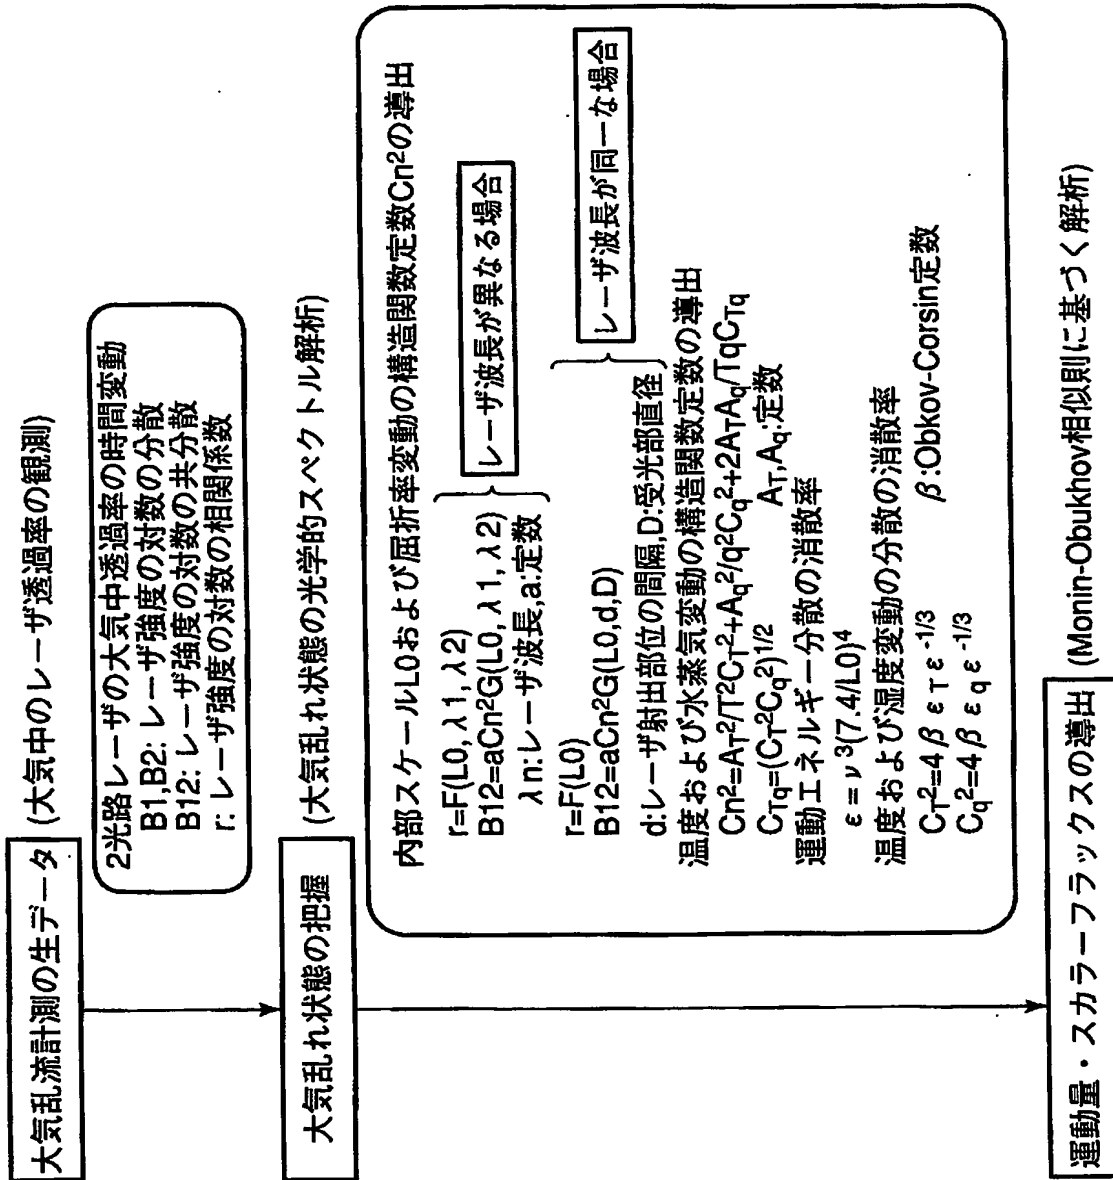 大気乱流計測の生データ (大気中のレーザ透過率の観測)
2光路レーザの大気中透過率の時間変動
B1,B2: レーザ強度の対数の分散
B12: レーザ強度の対数の共分散
r: レーザ強度の対数の相関係数
大気乱れ状態の把握 (大気乱れ状態の光学的スペクトル解析)
内部スケールL0および屈折率変動の構造関数定数Cn²の導出
r=F(L0,λ1,λ2)
B12=aCn²G(L0,λ1,λ2)
レーザ波長が異なる場合
λn:レーザ波長,a:定数
r=F(L0)
B12=aCn²G(L0,d,D)
レーザ波長が同一な場合
d:レーザ射出部位の間隔,D:受光部直径
温度および水蒸気変動の構造関数定数の導出
Cn²=A_T²/T²C_T²+A_q²/q²C_q²+2A_TA_q/TqC_Tq
C_Tq=(C_T²C_q²)^1/2 A_T,A_q:定数
運動エネルギー分散の消散率
ε=ν³(7.4/L0)⁴
温度および湿度変動の分散の消散率
C_T²=4βε_Tε^-1/3 β:Obkov-Corsin定数
C_q²=4βε_qε^-1/3
運動量・スカラーフラックスの導出 (Monin-Obukhov相似則に基づく解析)